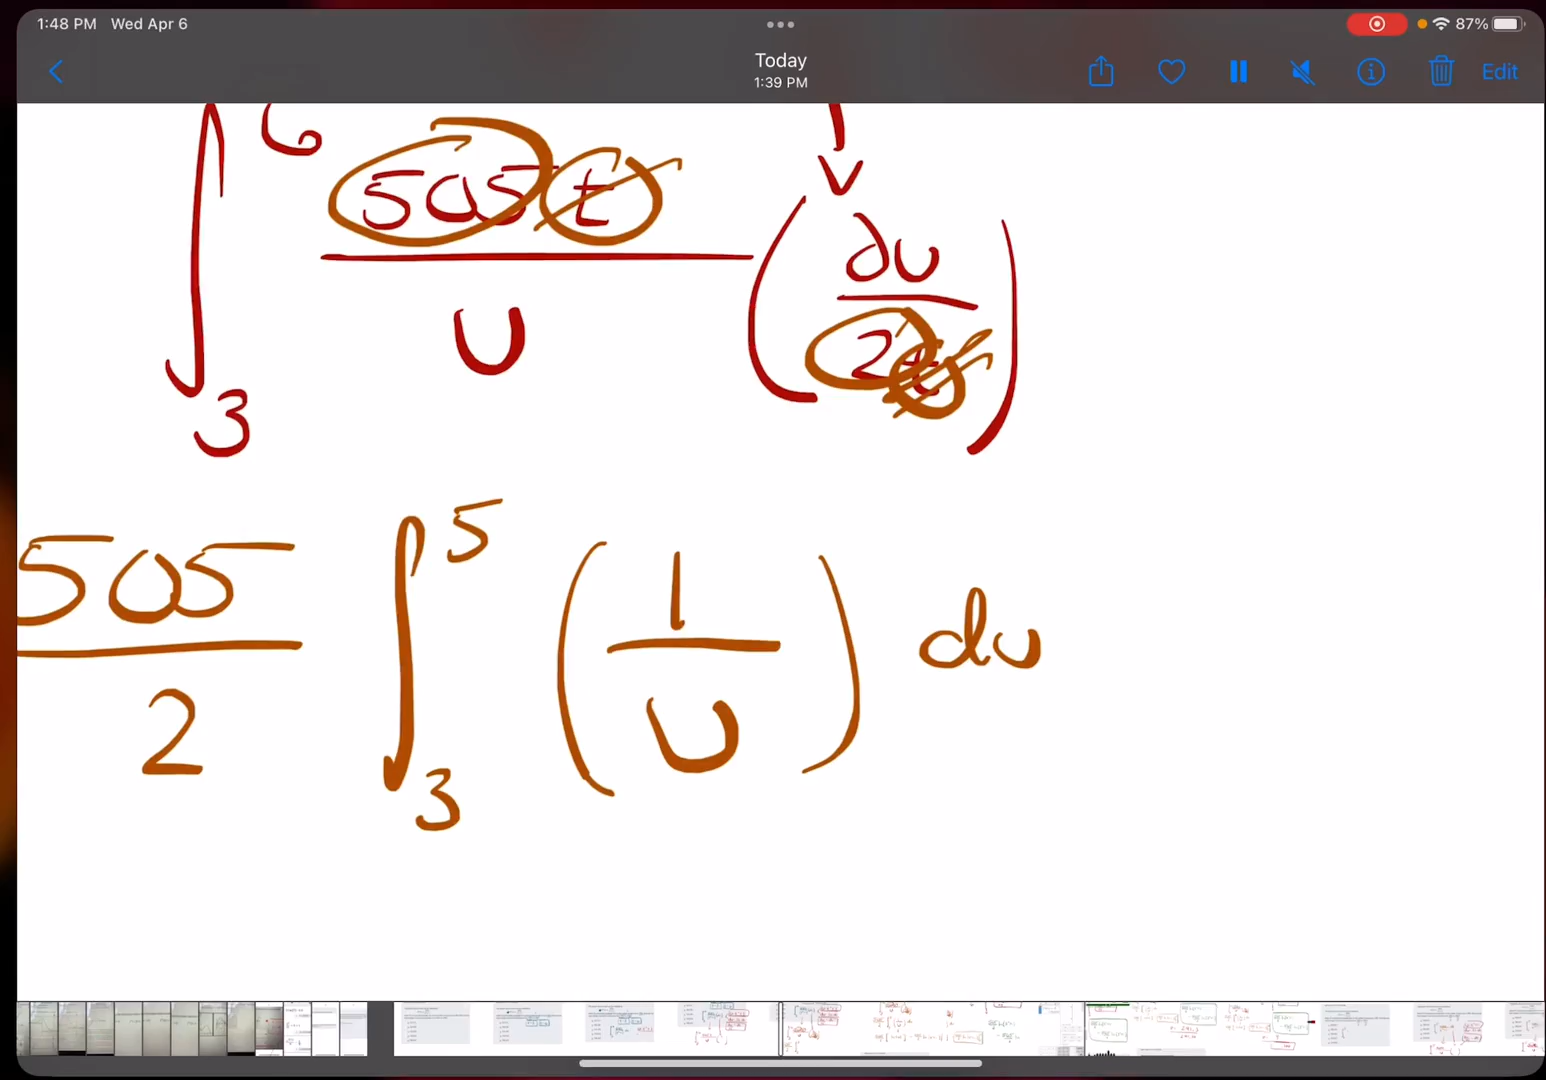 1:48 PM Wed Apr 6
87%
Today
1:39 PM
Edit
∫ 6
505 t
U
3
( du
2t )
505
2
∫ 5
3
( 1
U ) du